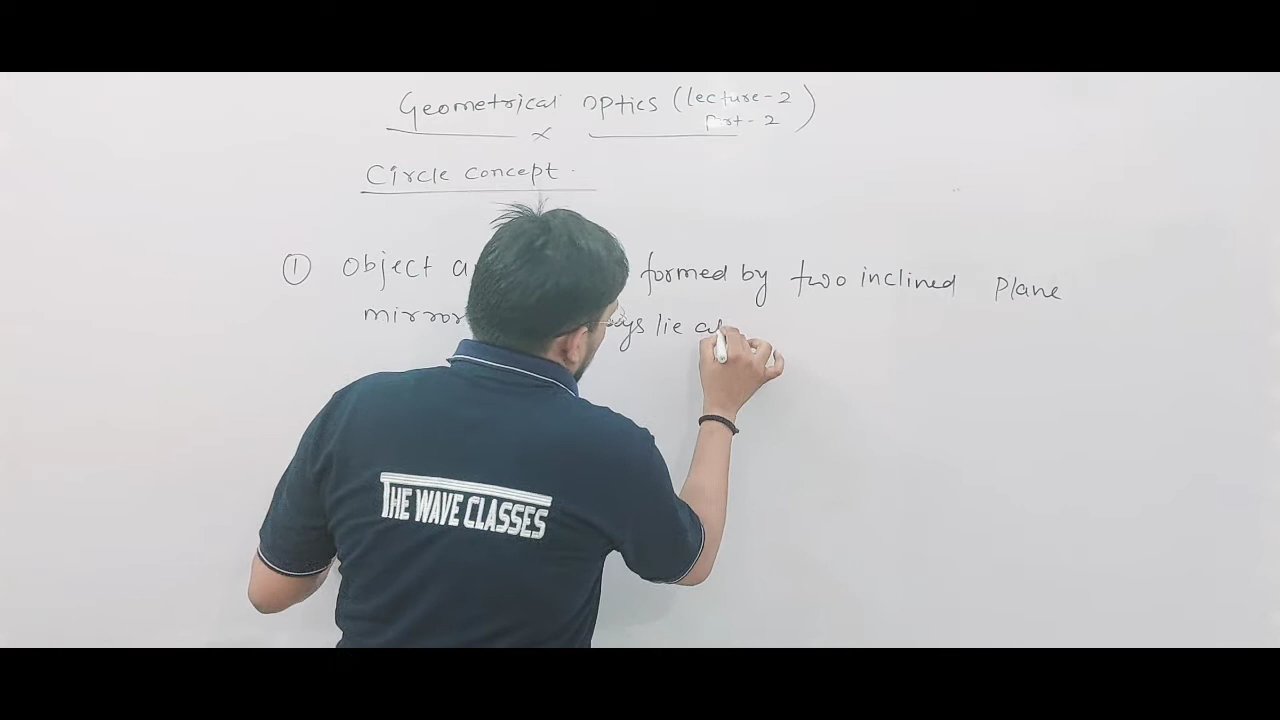 Geometrical optics (lecture-2
part-2)
Circle concept.
① object formed by two inclined plane
mirror lie
THE WAVE CLASSES